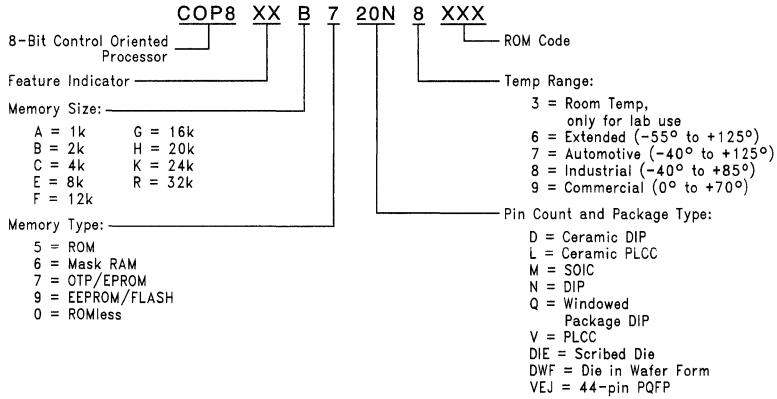 COP8 XX B 7 20N 8 XXX
8-Bit Control Oriented
Processor
Feature Indicator
Memory Size:
A = 1k G = 16k
B = 2k H = 20k
C = 4k K = 24k
E = 8k R = 32k
F = 12k
Memory Type:
5 = ROM
6 = Mask RAM
7 = OTP/EPROM
9 = EEPROM/FLASH
0 = ROMless
ROM Code
Temp Range:
3 = Room Temp,
only for lab use
6 = Extended (-55° to +125°)
7 = Automotive (-40° to +125°)
8 = Industrial (-40° to +85°)
9 = Commercial (0° to +70°)
Pin Count and Package Type:
D = Ceramic DIP
L = Ceramic PLCC
M = SOIC
N = DIP
Q = Windowed
Package DIP
V = PLCC
DIE = Scribed Die
DWF = Die in Wafer Form
VEJ = 44-pin PQFP